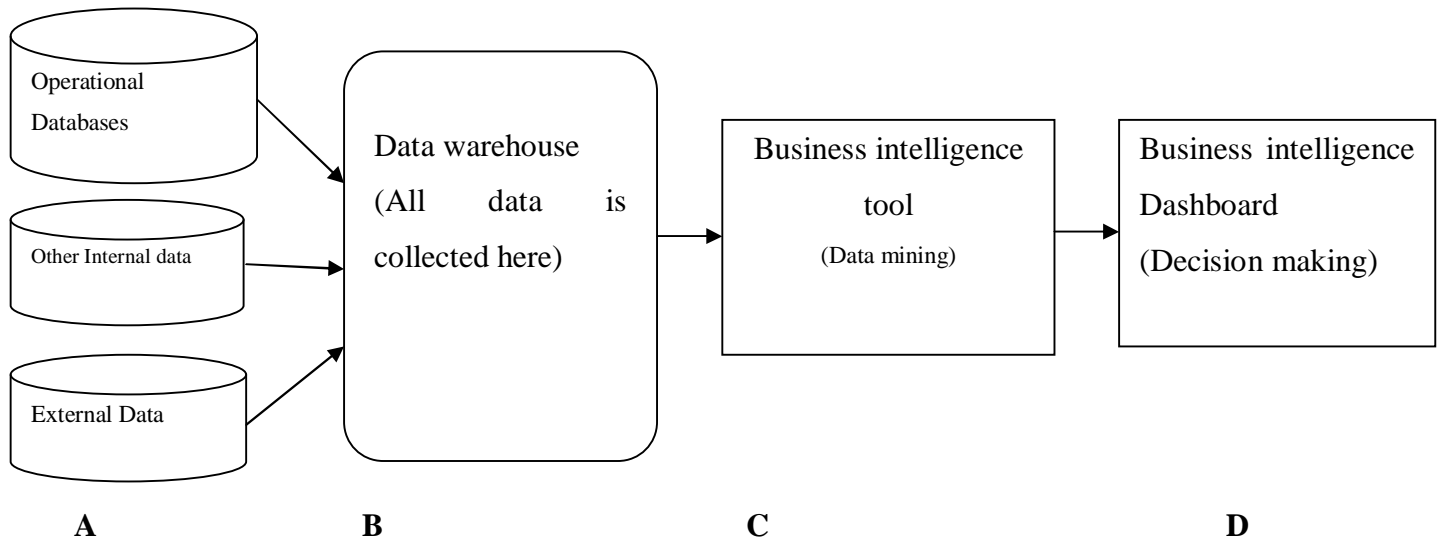 Operational
Databases
Other Internal data
External Data
Data warehouse
(All data is
collected here)
Business intelligence
tool
(Data mining)
Business intelligence
Dashboard
(Decision making)
A
B
C
D